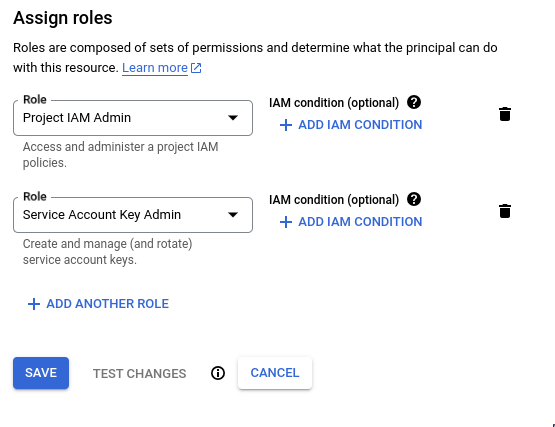 Assign roles
Roles are composed of sets of permissions and determine what the principal can do
with this resource. Learn more
Role
Project IAM Admin
IAM condition (optional)
ADD IAM CONDITION
Access and administer a project IAM
policies.
Role
Service Account Key Admin
IAM condition (optional)
ADD IAM CONDITION
Create and manage (and rotate)
service account keys.
ADD ANOTHER ROLE
SAVE
TEST CHANGES
CANCEL